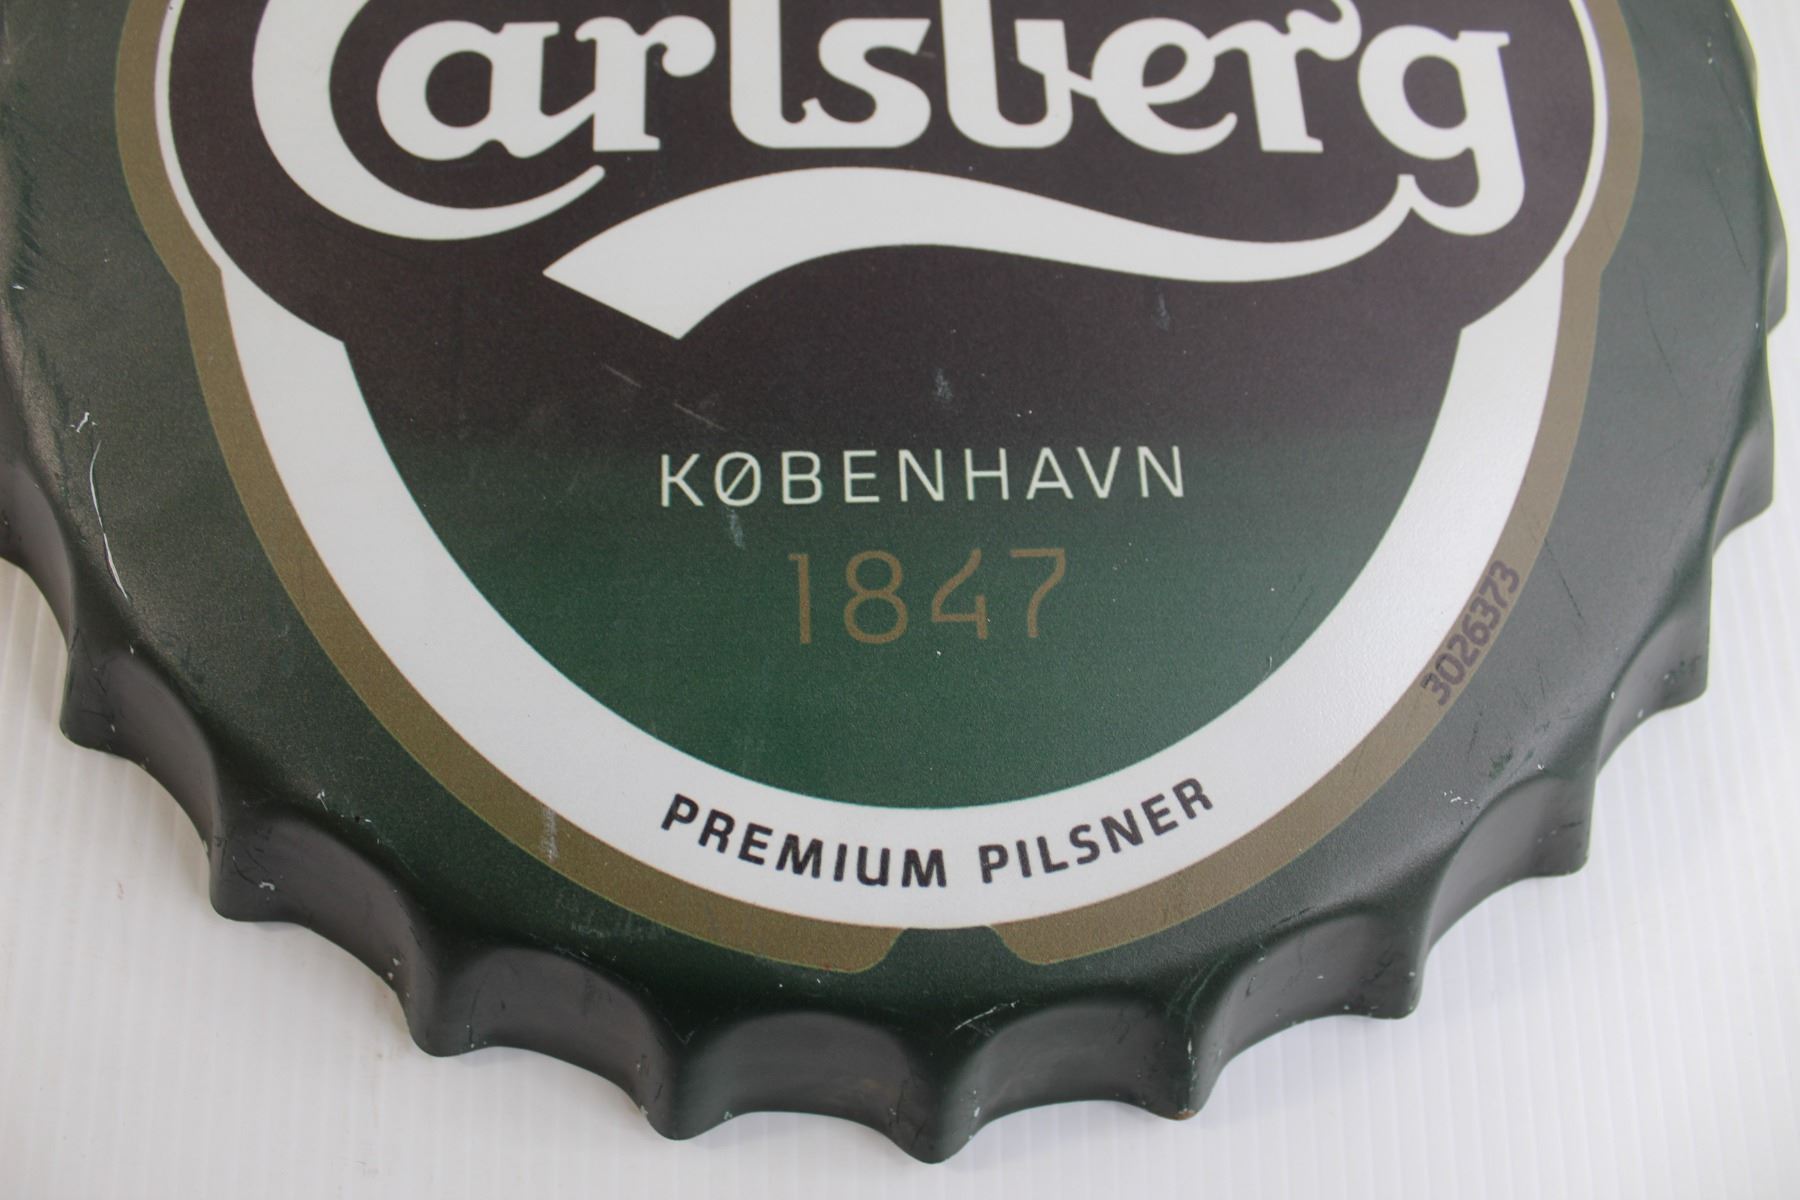 Carlsberg
KØBENHAVN
1847
PREMIUM PILSNER
3026373